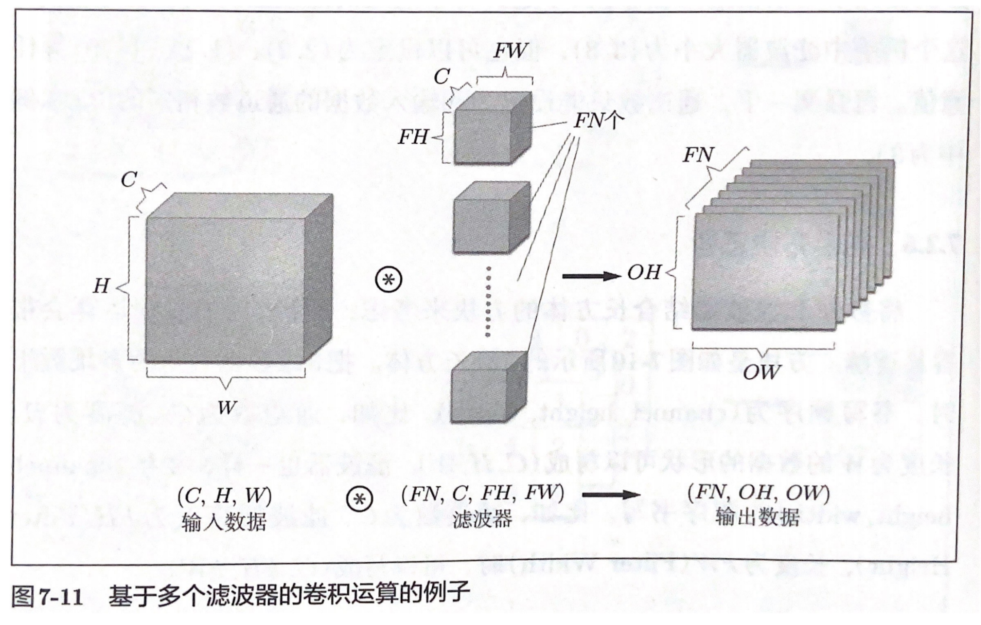 FW
C
FH
FN个
C
FN
H
*
OH
W
OW
(C, H, W) * (FN, C, FH, FW) (FN, OH, OW)
输入数据 滤波器 输出数据
图7-11 基于多个滤波器的卷积运算的例子